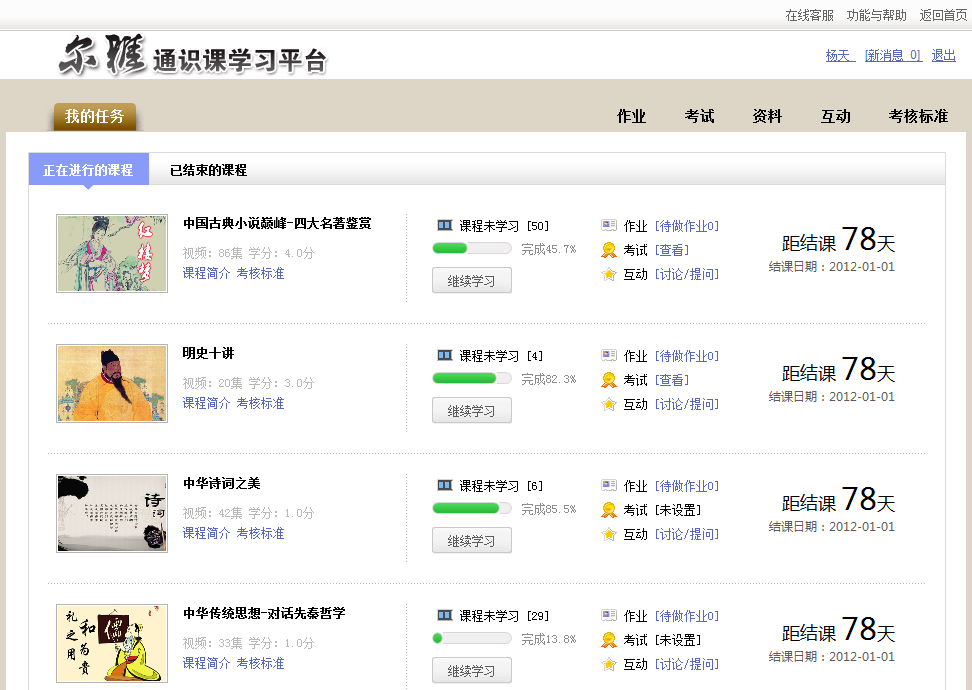 在线客服 功能与帮助 返回首页
尔雅 通识课学习平台
杨天 [新消息 0] 退出
我的任务 作业 考试 资料 互动 考核标准
正在进行的课程 已结束的课程
红楼梦
中国古典小说巅峰-四大名著鉴赏
视频: 86集 学分: 4.0分
课程简介 考核标准
课程未学习 [50]
完成45.7%
继续学习
作业 [待做作业0]
考试 [查看]
互动 [讨论/提问]
距结课 78天
结课日期：2012-01-01
明史十讲
视频: 20集 学分: 3.0分
课程简介 考核标准
课程未学习 [4]
完成82.3%
继续学习
作业 [待做作业0]
考试 [查看]
互动 [讨论/提问]
距结课 78天
结课日期：2012-01-01
诗词
中华诗词之美
视频: 42集 学分: 1.0分
课程简介 考核标准
课程未学习 [6]
完成85.5%
继续学习
作业 [待做作业0]
考试 [未设置]
互动 [讨论/提问]
距结课 78天
结课日期：2012-01-01
礼之用
和为贵
儒
中华传统思想-对话先秦哲学
视频: 33集 学分: 1.0分
课程简介 考核标准
课程未学习 [29]
完成13.8%
继续学习
作业 [待做作业0]
考试 [未设置]
互动 [讨论/提问]
距结课 78天
结课日期：2012-01-01